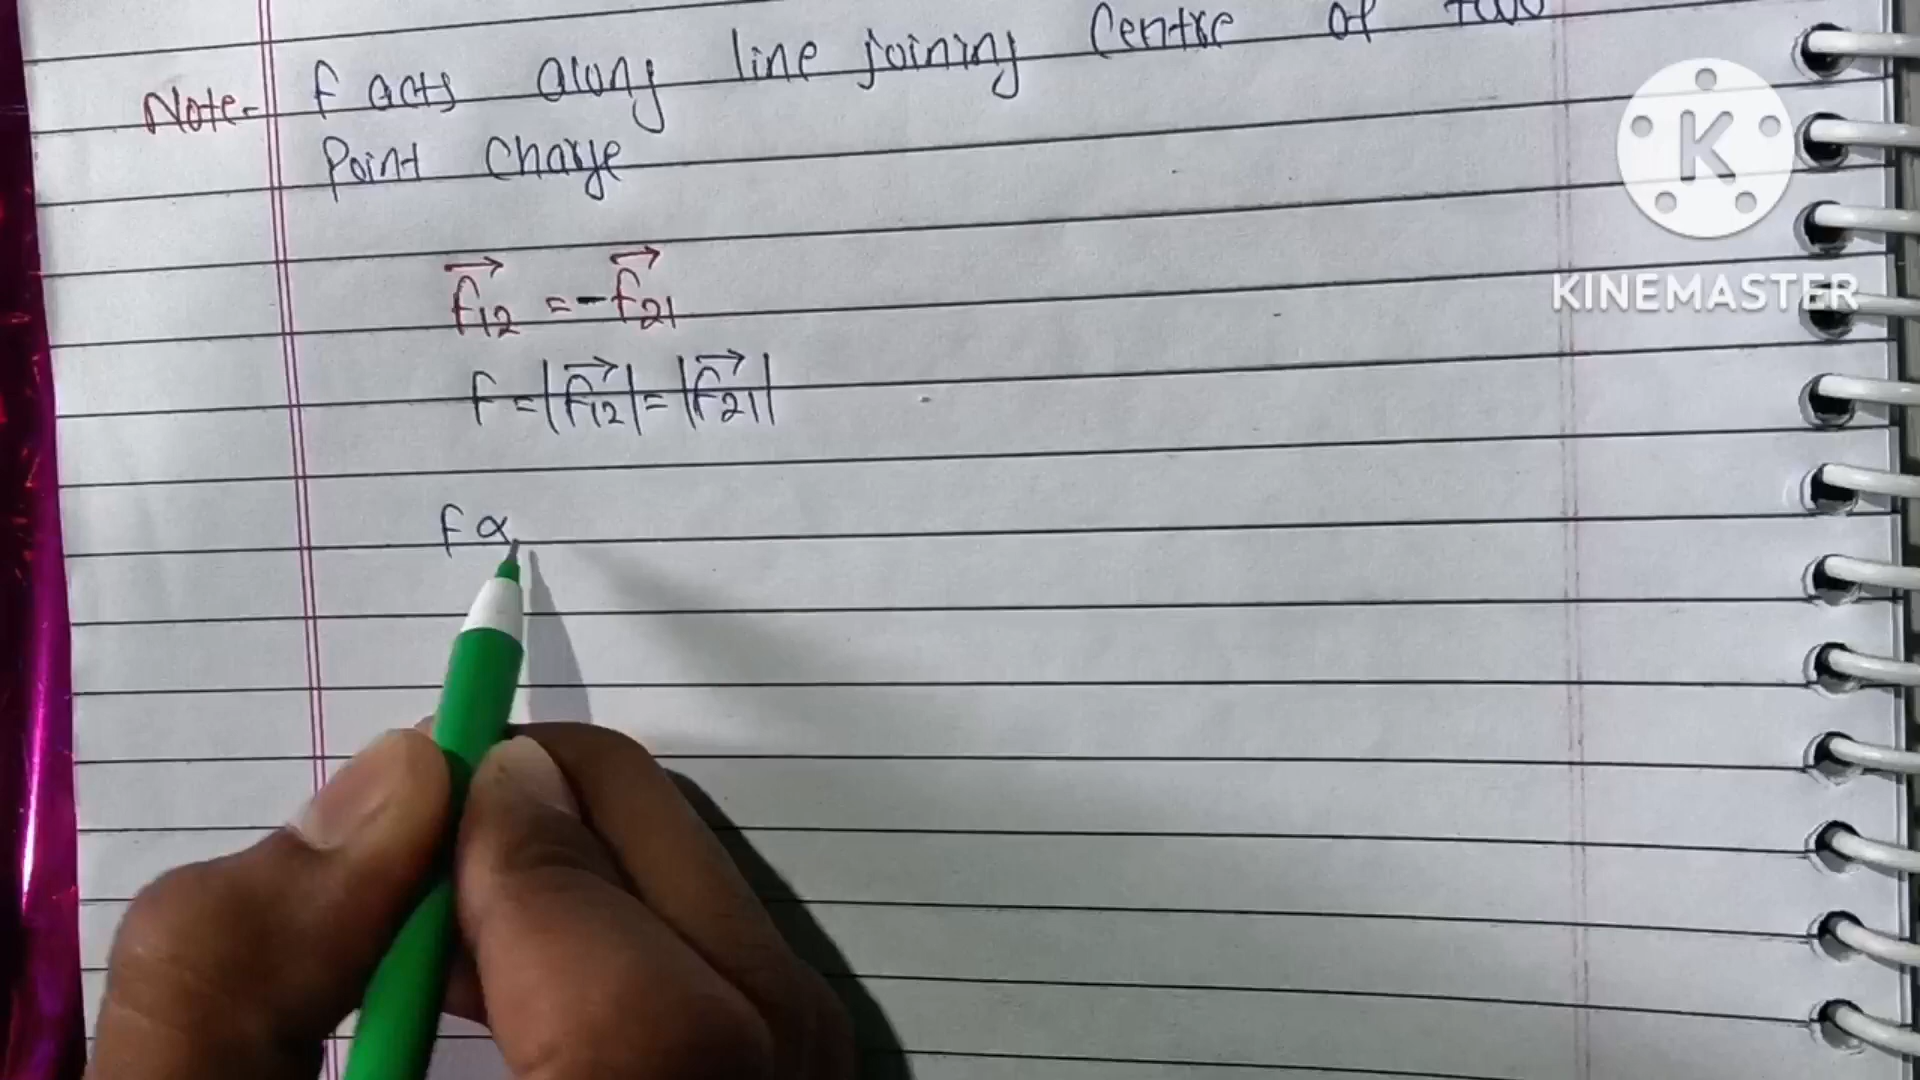 Note- F acts along line joining Centre of two
Point Charge
K
KINEMASTER
F₁₂ = -F₂₁
F = |F₁₂| = |F₂₁|
F ∝